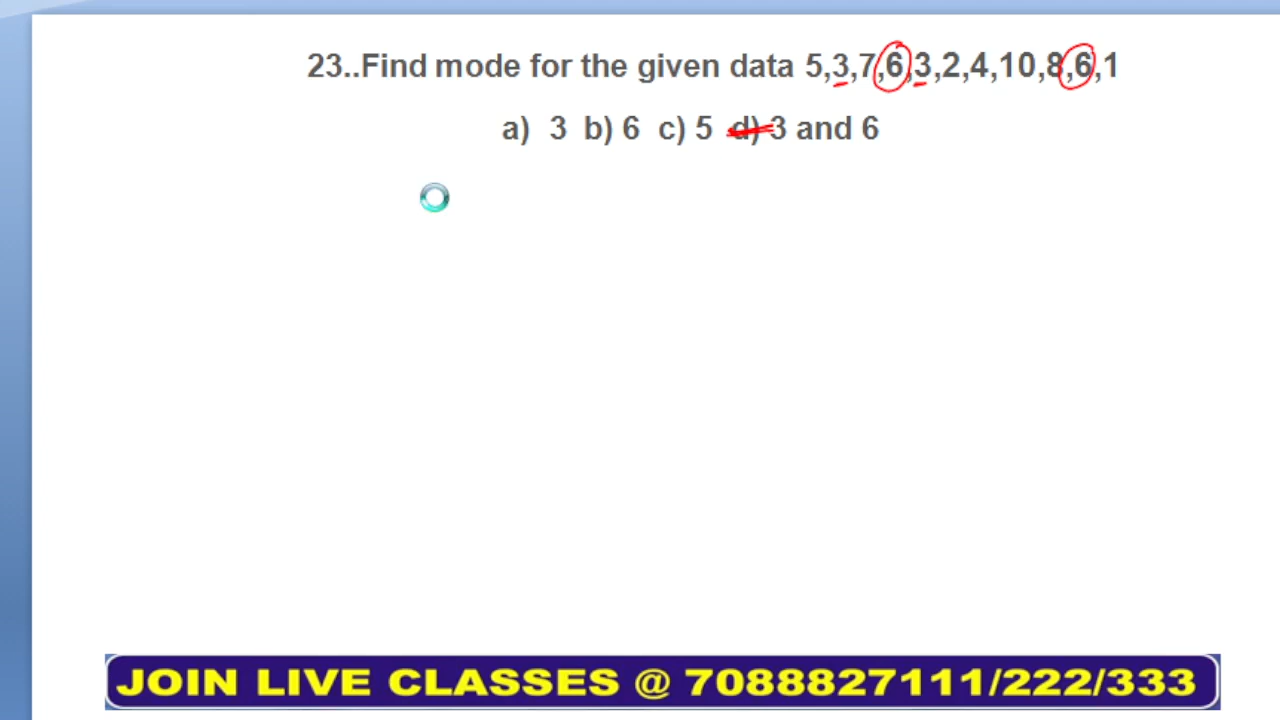 23..Find mode for the given data 5,3,7,6,3,2,4,10,8,6,1
a) 3 b) 6 c) 5 d) 3 and 6
JOIN LIVE CLASSES @ 7088827111/222/333